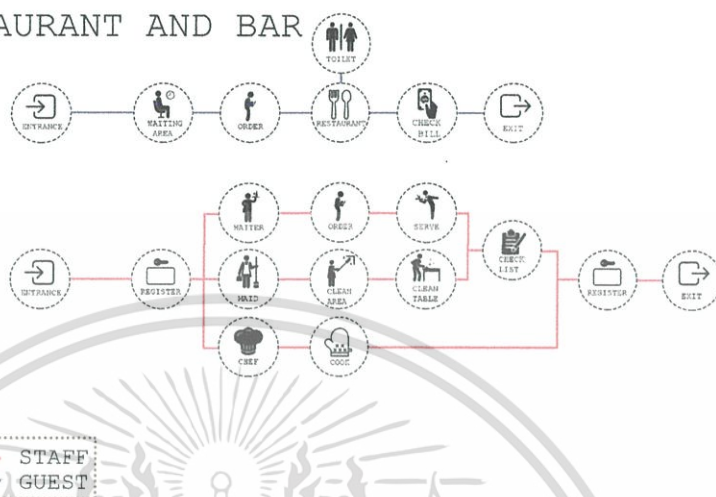 AURANT AND BAR
TOILET
ENTRANCE
WAITING
AREA
ORDER
RESTAURANT
CHECK
BILL
EXIT
WAITER
ORDER
SERVE
CHECK
LIST
ENTRANCE
REGISTER
MAID
CLEAN
AREA
CLEAN
TABLE
REGISTER
EXIT
CHEF
COOK
STAFF
GUEST